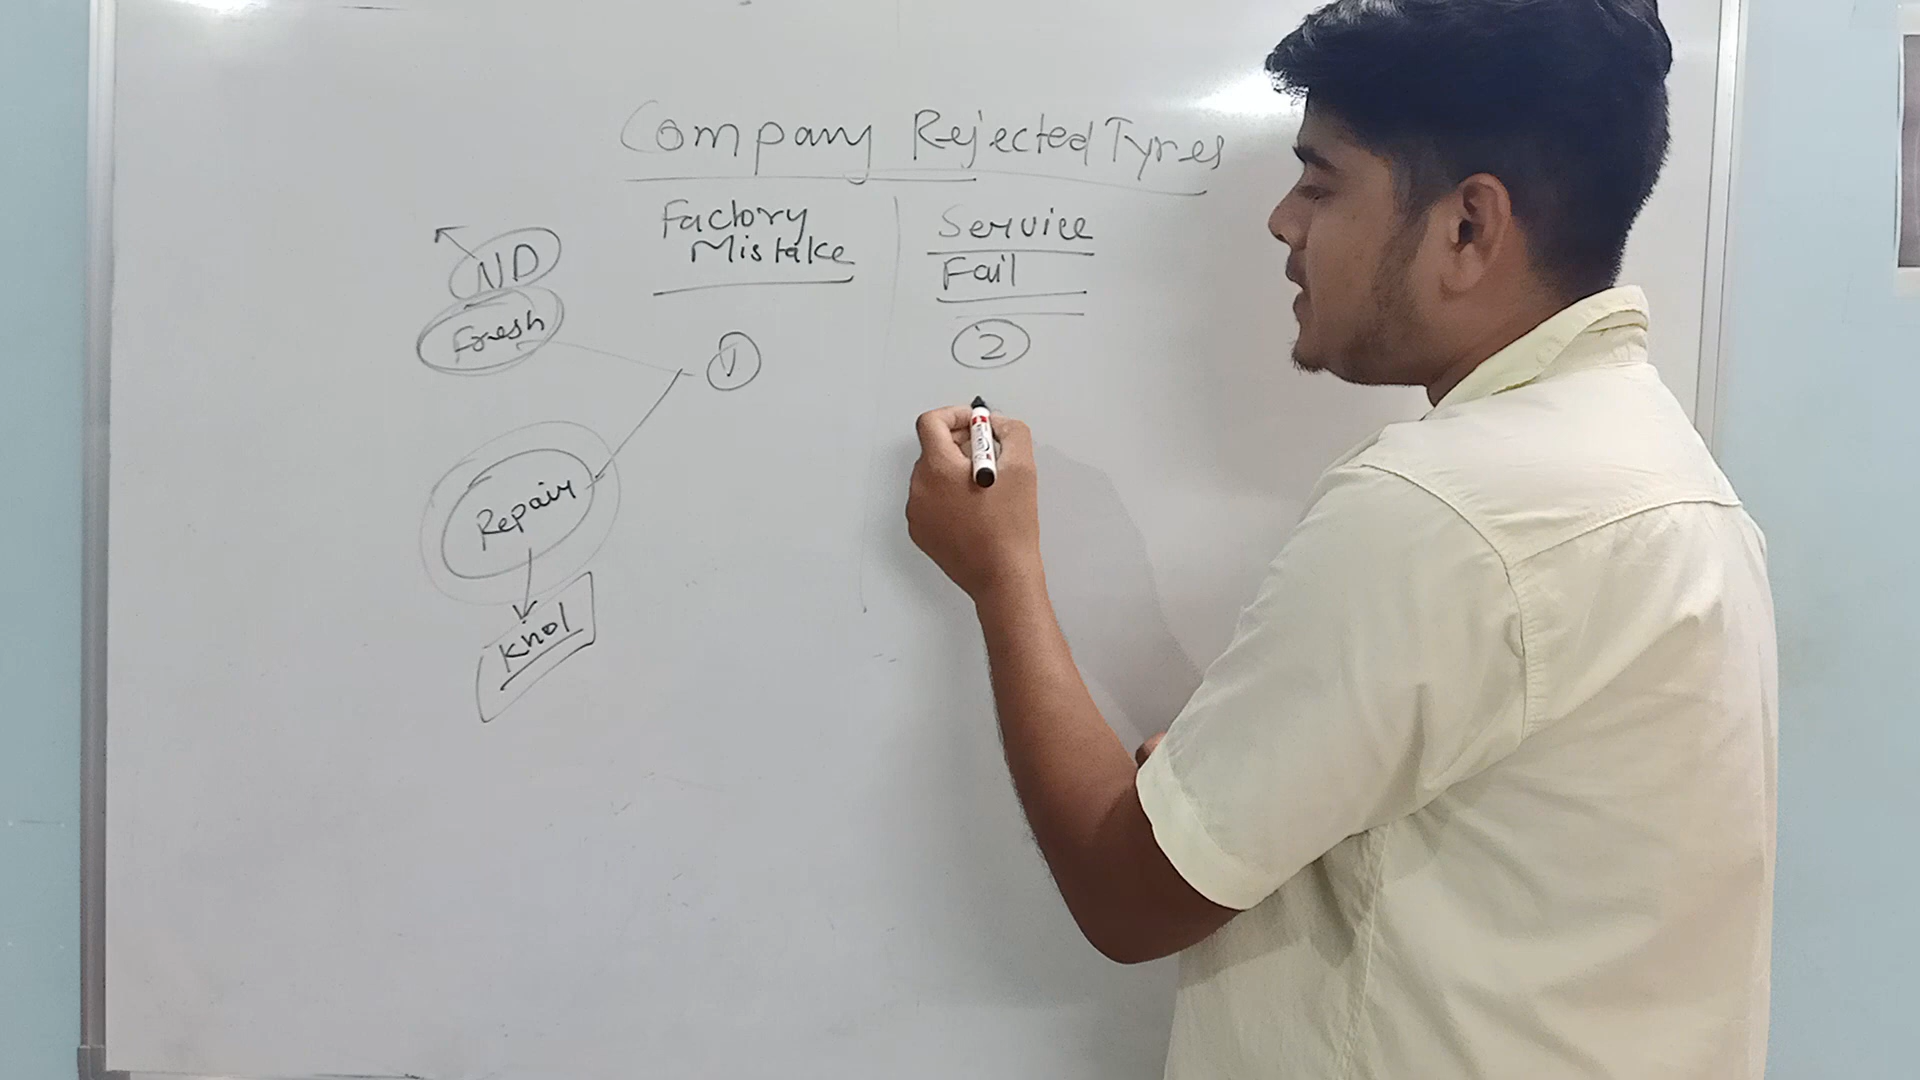 Company Rejected Tyres
Factory
Mistake
Service
Fail
ND
Fresh
1
2
Repair
Khol